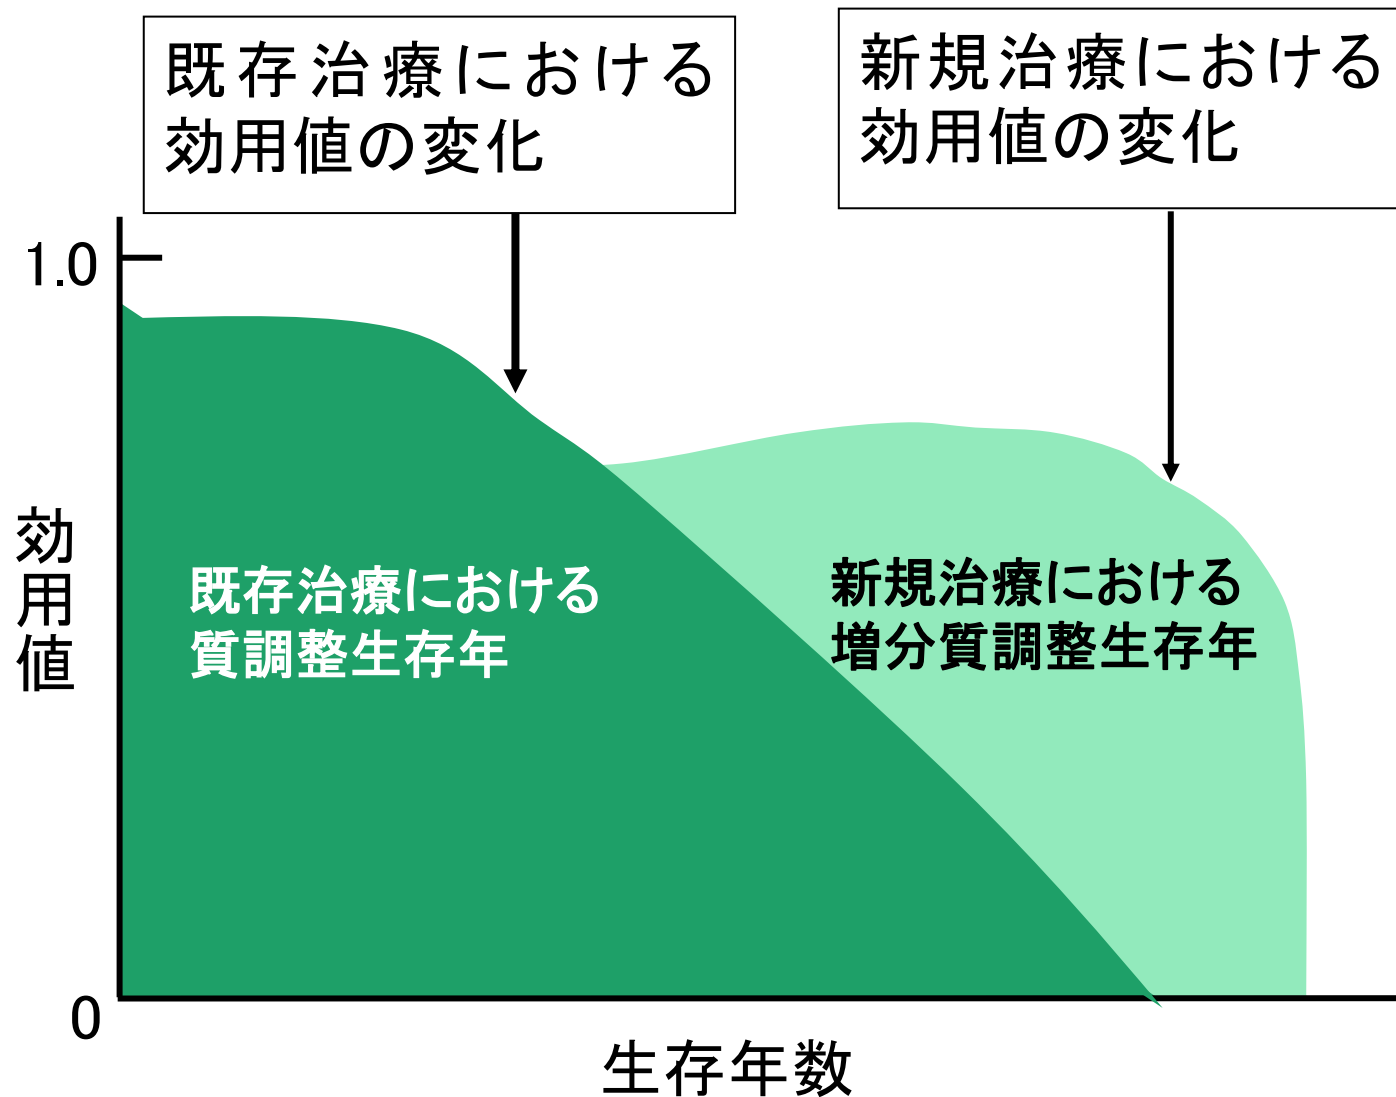 既存治療における
効用値の変化
新規治療における
効用値の変化
1.0
効用値
既存治療における
質調整生存年
新規治療における
増分質調整生存年
0
生存年数